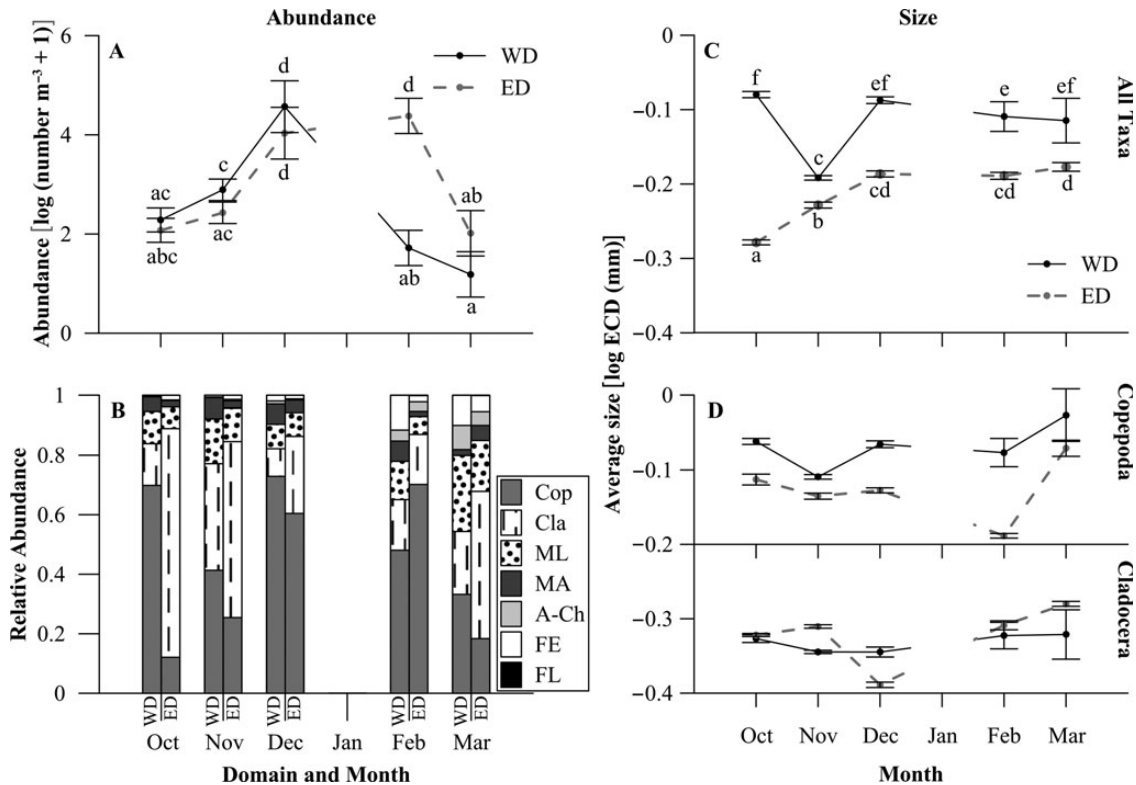 Abundance
Size
A
WD
ED
6
4
2
0
Abundance [log (number m⁻³ + 1)]
ac
c
d
d
ab
abc
ac
d
ab
a
C
0
−0.1
−0.2
−0.3
−0.4
f
c
ef
e
ef
a
b
cd
cd
d
WD
ED
All Taxa
Average size [log ECD (mm)]
B
1
0.8
0.6
0.4
0.2
0
Relative Abundance
Cop
Cla
ML
MA
A-Ch
FE
FL
WD ED WD ED WD ED WD ED WD ED
Oct Nov Dec Jan Feb Mar
Domain and Month
D
0
−0.1
−0.2
Copepoda
−0.3
−0.4
Cladocera
Oct Nov Dec Jan Feb Mar
Month